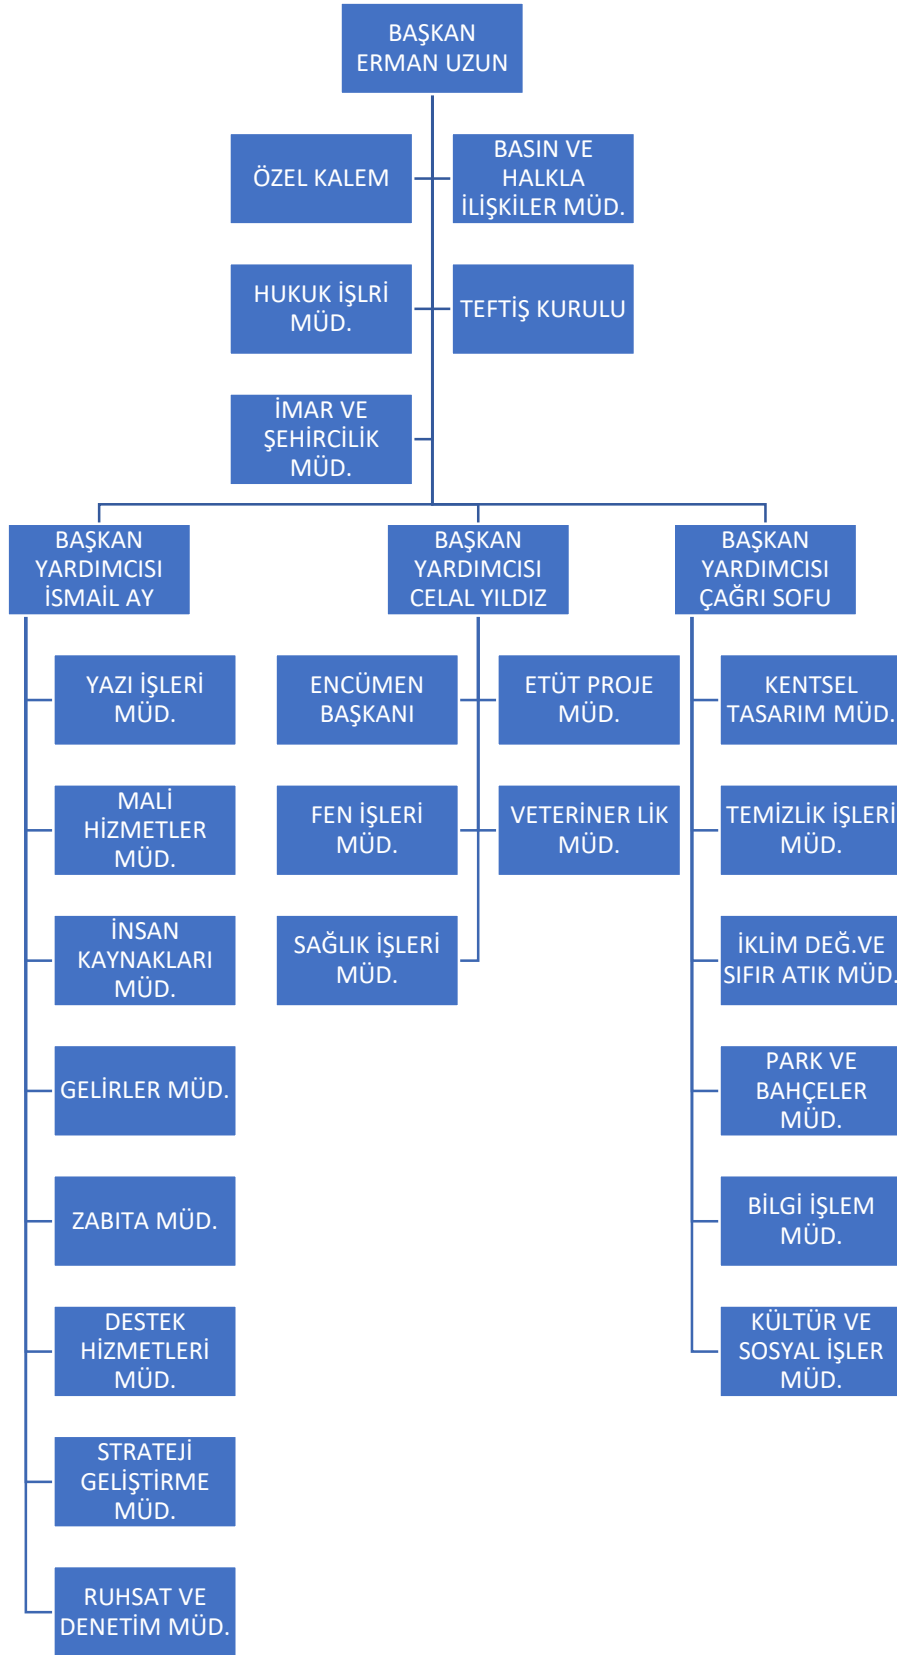 BAŞKAN
ERMAN UZUN
ÖZEL KALEM
BASIN VE
HALKLA
İLİŞKİLER MÜD.
HUKUK İŞLRİ
MÜD.
TEFTİŞ KURULU
İMAR VE
ŞEHİRCİLİK
MÜD.
BAŞKAN
YARDIMCISI
İSMAİL AY
YAZI İŞLERİ
MÜD.
MALİ
HİZMETLER
MÜD.
İNSAN
KAYNAKLARI
MÜD.
GELİRLER MÜD.
ZABITA MÜD.
DESTEK
HİZMETLERİ
MÜD.
STRATEJİ
GELİŞTİRME
MÜD.
RUHSAT VE
DENETİM MÜD.
BAŞKAN
YARDIMCISI
CELAL YILDIZ
ENCÜMEN
BAŞKANI
ETÜT PROJE
MÜD.
FEN İŞLERİ
MÜD.
VETERİNER LİK
MÜD.
SAĞLIK İŞLERİ
MÜD.
BAŞKAN
YARDIMCISI
ÇAĞRI SOFU
KENTSEL
TASARIM MÜD.
TEMİZLİK İŞLERİ
MÜD.
İKLİM DEĞ.VE
SIFIR ATIK MÜD.
PARK VE
BAHÇELER
MÜD.
BİLGİ İŞLEM
MÜD.
KÜLTÜR VE
SOSYAL İŞLER
MÜD.